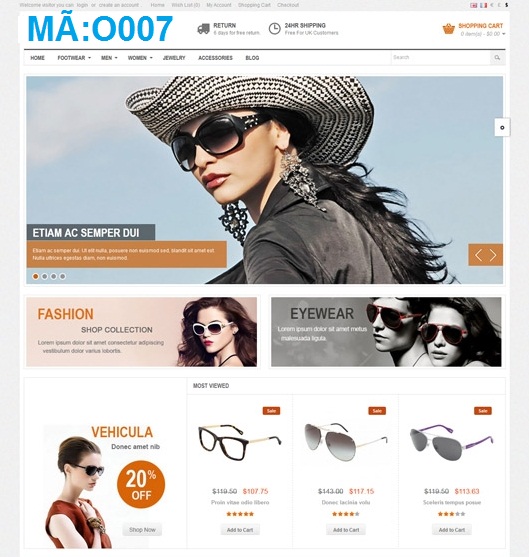 Welcome visitor you can login or create an account
Home Wish List (0) My Account Shopping Cart Checkout
€ £ $
MÃ:O007
RETURN
6 days for free return
24HR SHIPPING
Free For UK Customers
SHOPPING CART
0 item(s) - $0.00
HOME FOOTWEAR MEN WOMEN JEWELRY ACCESSORIES BLOG
Search
ETIAM AC SEMPER DUI
Etiam ac semper dui. Ut elit nulla, posuere non euismod sed, blandit sit amet est.
Nulla ultrices egestas diam, a euismod nibh euismod non.
FASHION
SHOP COLLECTION
Lorem ipsum dolor sit amet consectetur adipiscing
vestibulum dolor varius lobortis.
EYEWEAR
Lorem ipsum dolor sit amet metus
malesuada ligula.
VEHICULA
Donec amet nib
20%
OFF
Shop Now
MOST VIEWED
Sale
$119.50 $107.75
Proin vitae odio libero
Add to Cart
Sale
$143.00 $117.15
Donec lacinia volu
Add to Cart
Sale
$119.50 $113.63
Sceleris tempus posue
Add to Cart